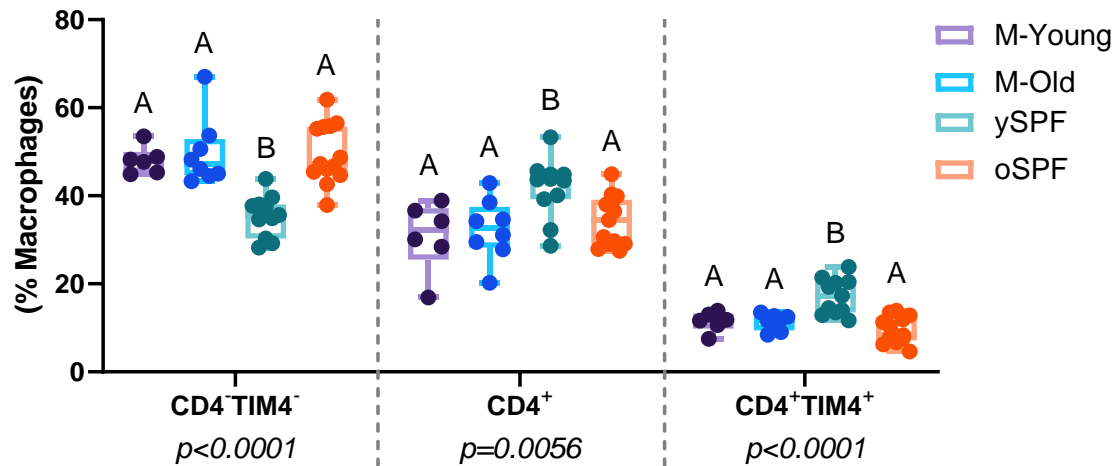 (% Macrophages)
80
60
40
20
0
A
A
B
A
A
A
B
A
A
A
B
A
CD4⁻TIM4⁻
CD4⁺
CD4⁺TIM4⁺
p<0.0001
p=0.0056
p<0.0001
M-Young
M-Old
ySPF
oSPF